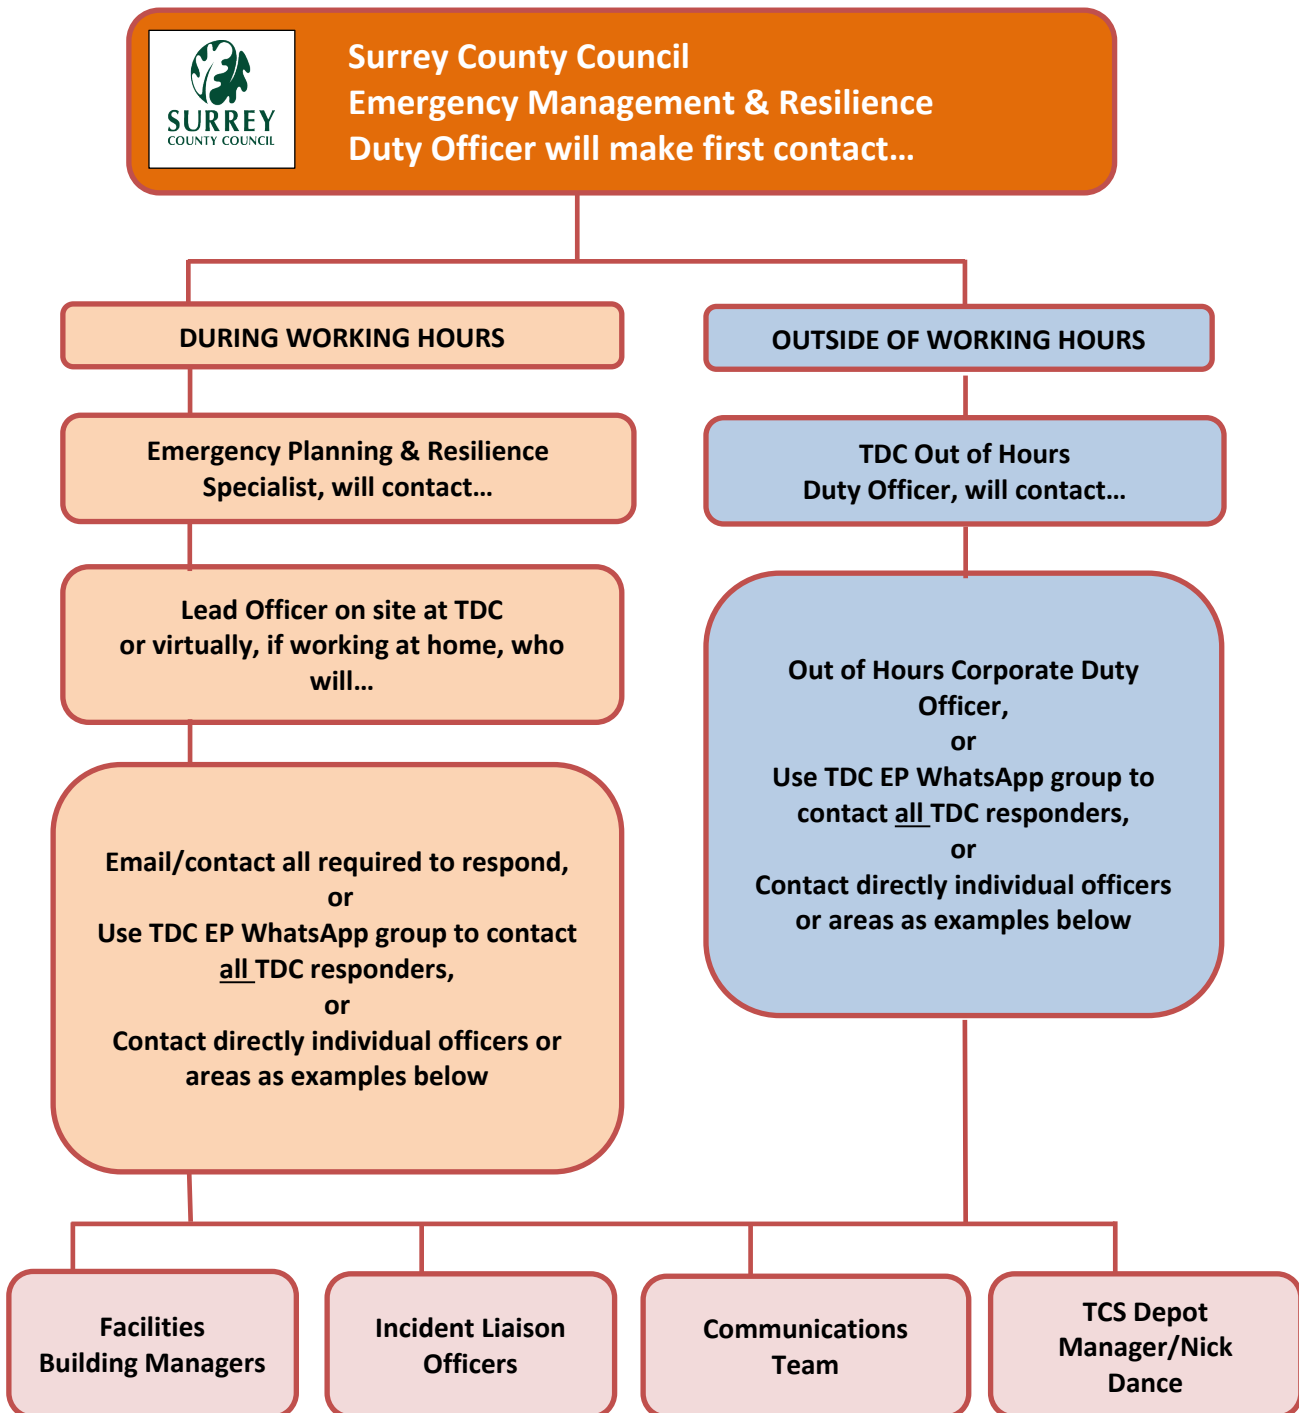 SURREY
COUNTY COUNCIL
Surrey County Council
Emergency Management & Resilience
Duty Officer will make first contact…
DURING WORKING HOURS
OUTSIDE OF WORKING HOURS
Emergency Planning & Resilience
Specialist, will contact…
TDC Out of Hours
Duty Officer, will contact…
Lead Officer on site at TDC
or virtually, if working at home, who
will…
Out of Hours Corporate Duty
Officer,
or
Use TDC EP WhatsApp group to
contact all TDC responders,
or
Contact directly individual officers
or areas as examples below
Email/contact all required to respond,
or
Use TDC EP WhatsApp group to contact
all TDC responders,
or
Contact directly individual officers or
areas as examples below
Facilities
Building Managers
Incident Liaison
Officers
Communications
Team
TCS Depot
Manager/Nick
Dance